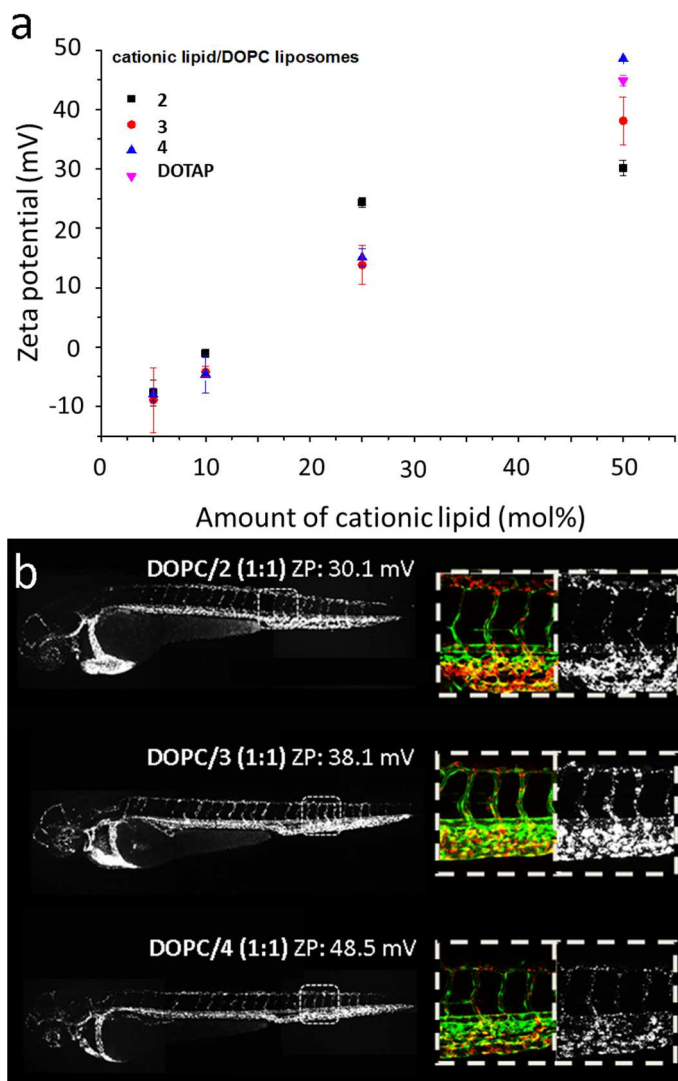 a
cationic lipid/DOPC liposomes
2
3
4
DOTAP
Zeta potential (mV)
50
40
30
20
10
0
-10
0 10 20 30 40 50
Amount of cationic lipid (mol%)
b
DOPC/2 (1:1) ZP: 30.1 mV
DOPC/3 (1:1) ZP: 38.1 mV
DOPC/4 (1:1) ZP: 48.5 mV